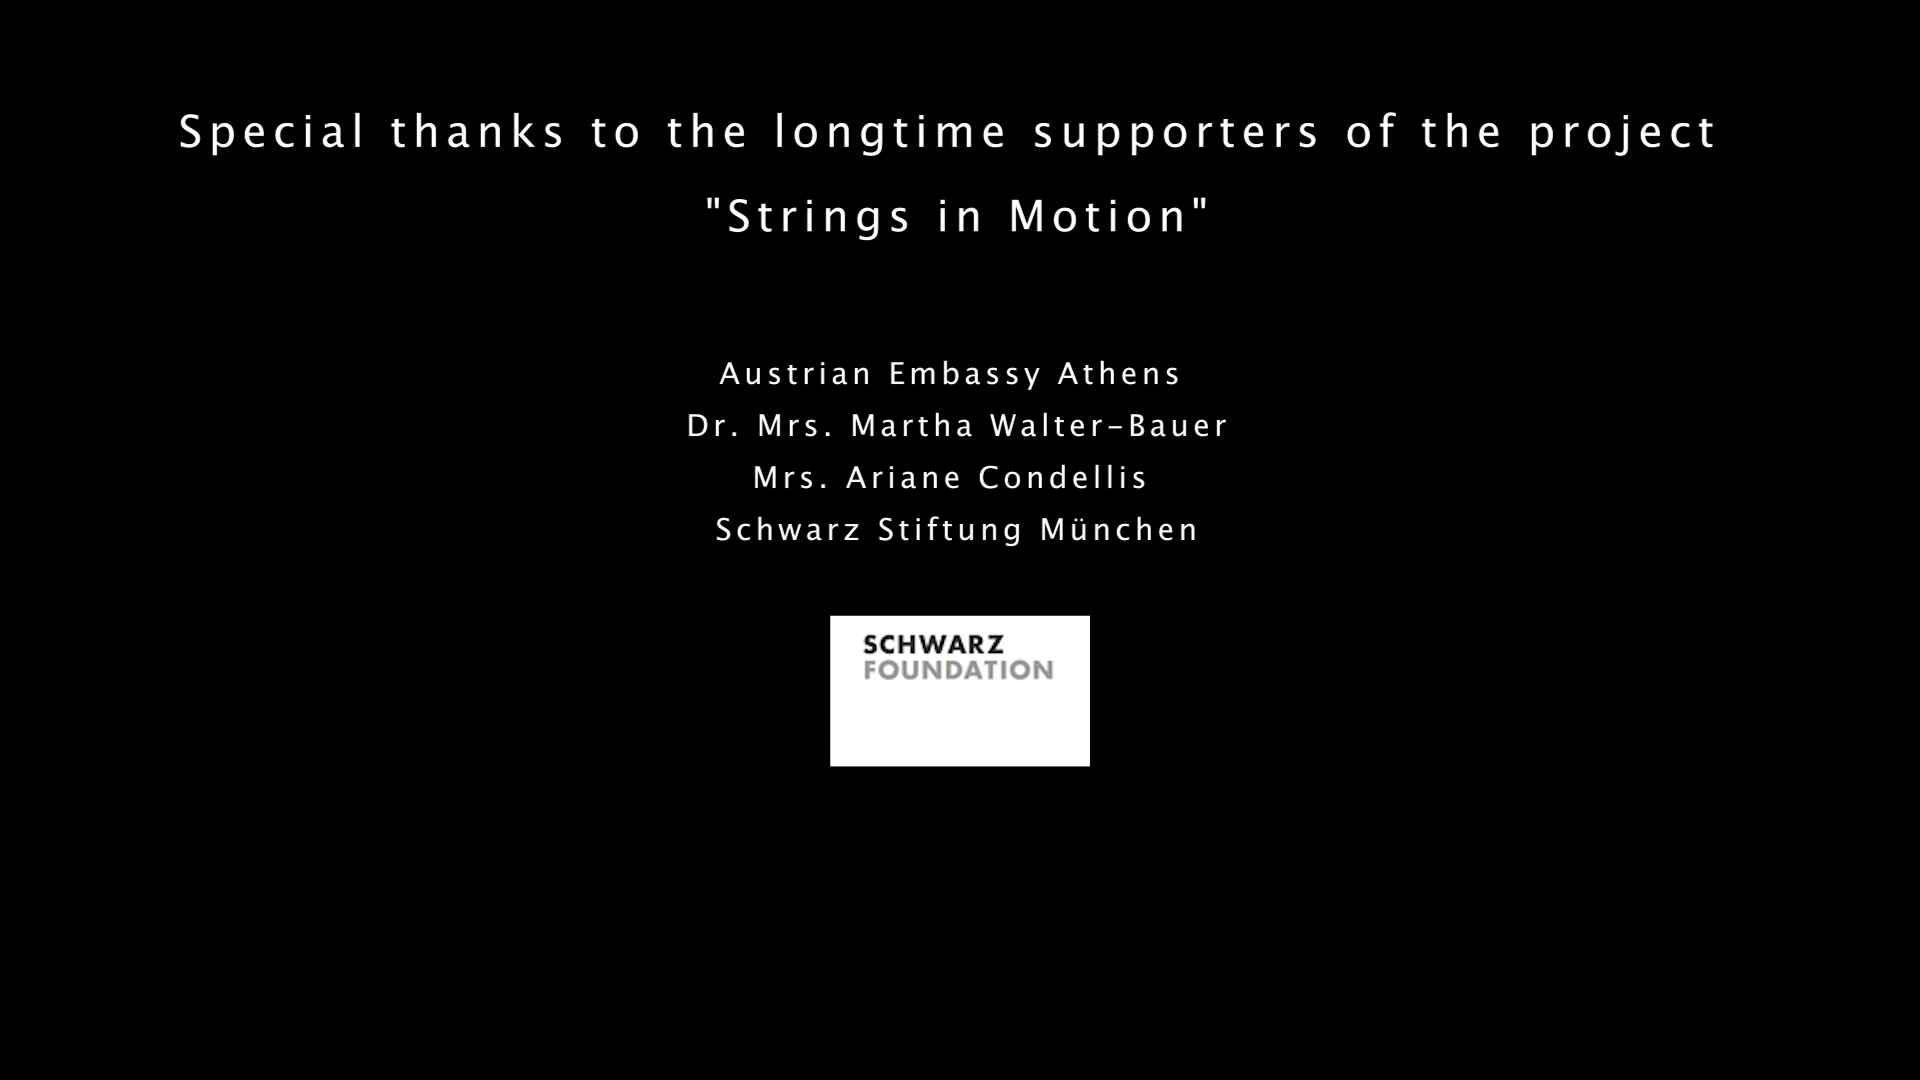 Special thanks to the longtime supporters of the project
"Strings in Motion"
Austrian Embassy Athens
Dr. Mrs. Martha Walter-Bauer
Mrs. Ariane Condellis
Schwarz Stiftung München
SCHWARZ
FOUNDATION